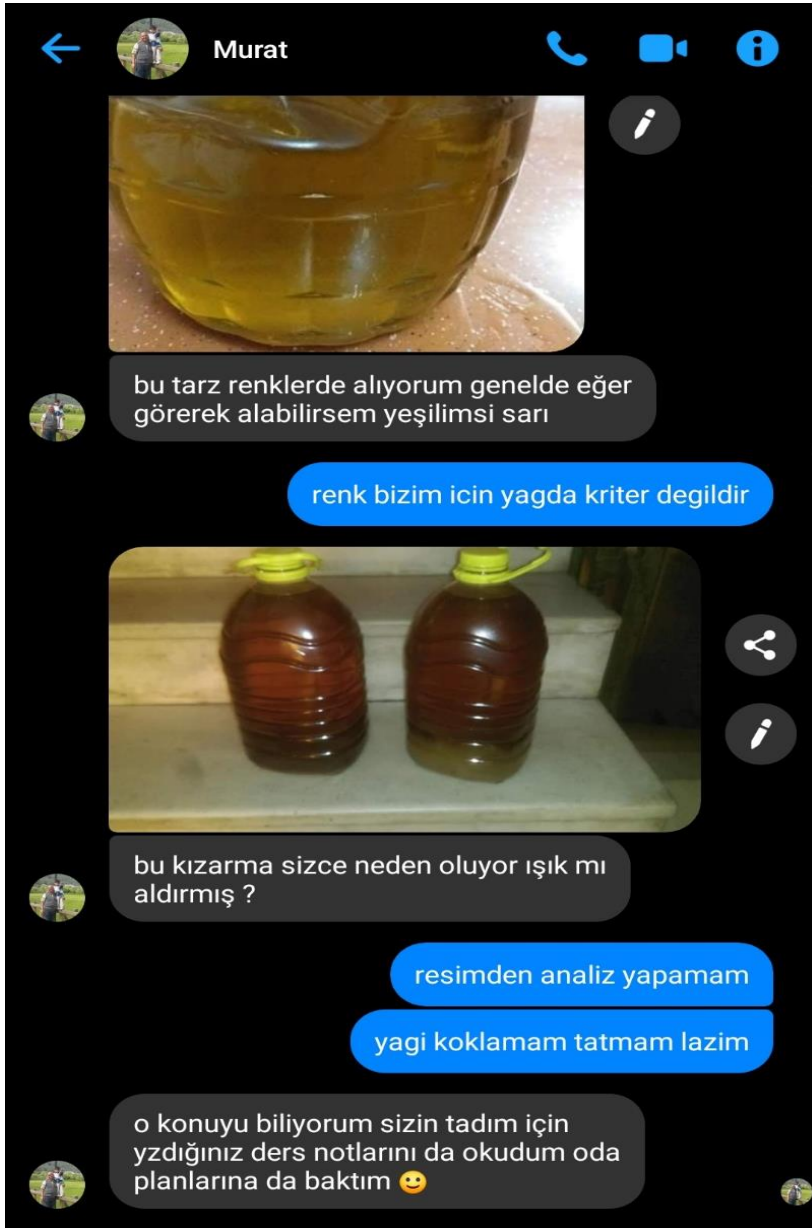 Murat
bu tarz renklerde alıyorum genelde eğer
görerek alabilirsem yeşilimsi sarı
renk bizim icin yagda kriter degildir
bu kızarma sizce neden oluyor ışık mı
aldırmış ?
resimden analiz yapamam
yagi koklamam tatmam lazim
o konuyu biliyorum sizin tadım için
yzdığınız ders notlarını da okudum oda
planlarına da baktım 🙂